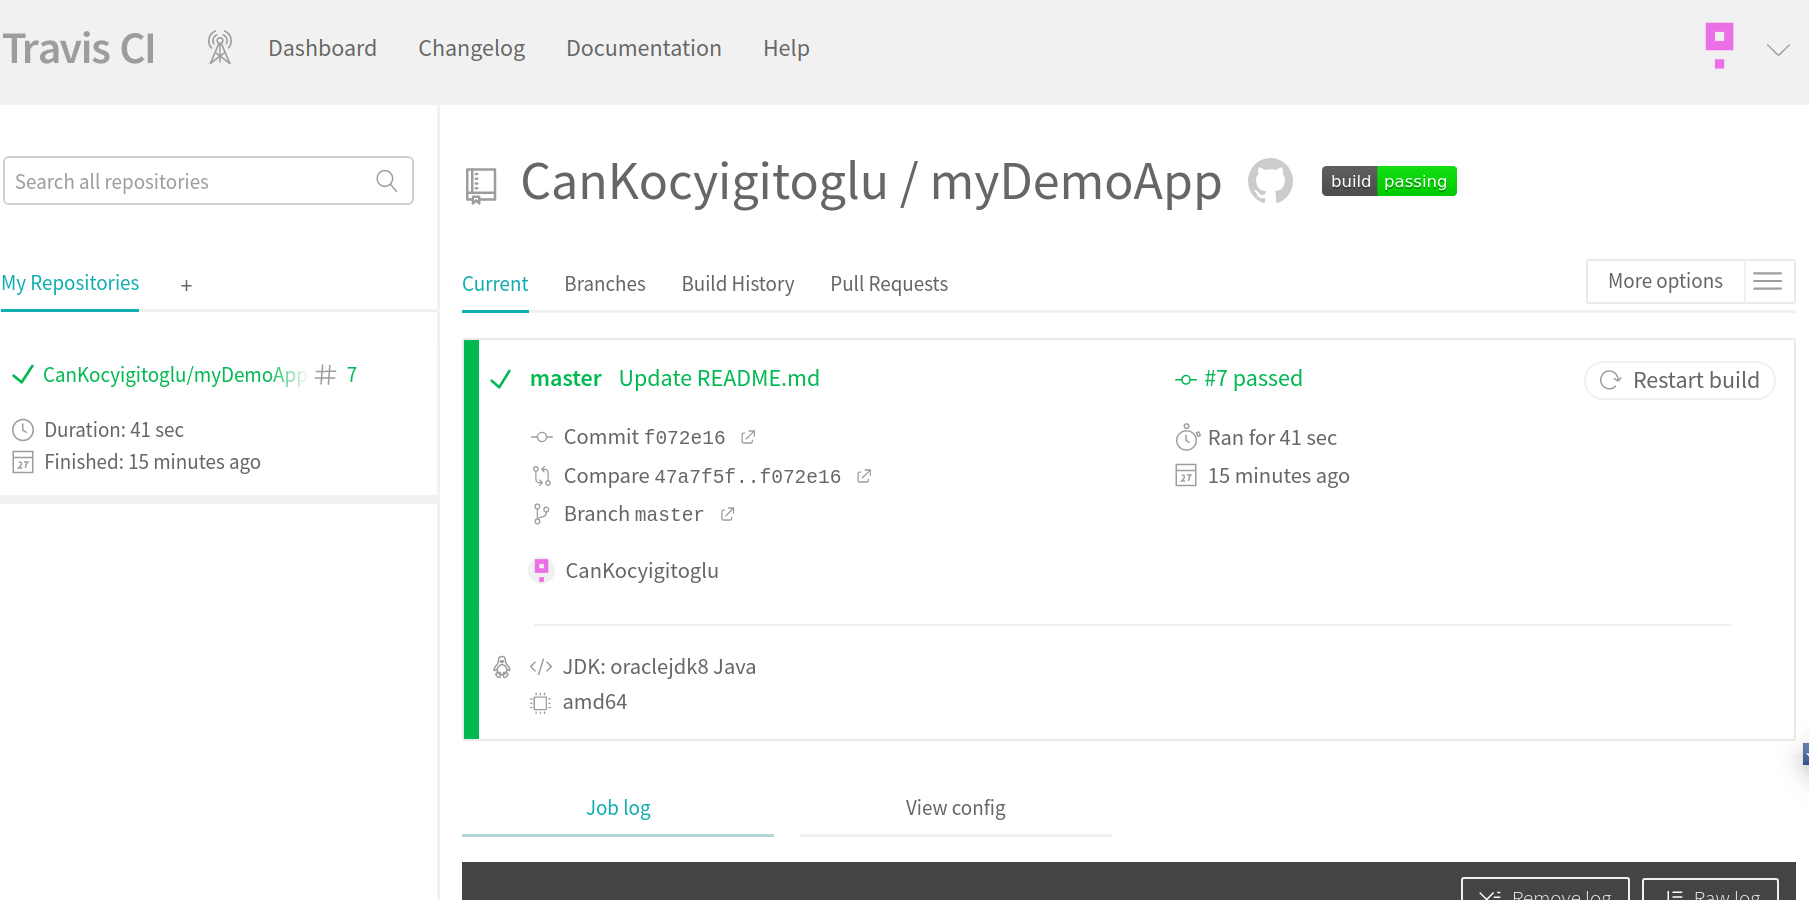 Travis CI
Dashboard
Changelog
Documentation
Help
Search all repositories
My Repositories
+
CanKocyigitoglu/myDemoApp # 7
Duration: 41 sec
27 Finished: 15 minutes ago
CanKocyigitoglu / myDemoApp
build passing
Current
Branches
Build History
Pull Requests
More options
master Update README.md
Commit f072e16
Compare 47a7f5f..f072e16
Branch master
CanKocyigitoglu
#7 passed
Ran for 41 sec
27 15 minutes ago
Restart build
</> JDK: oraclejdk8 Java
amd64
Job log
View config
Remove log
Raw log